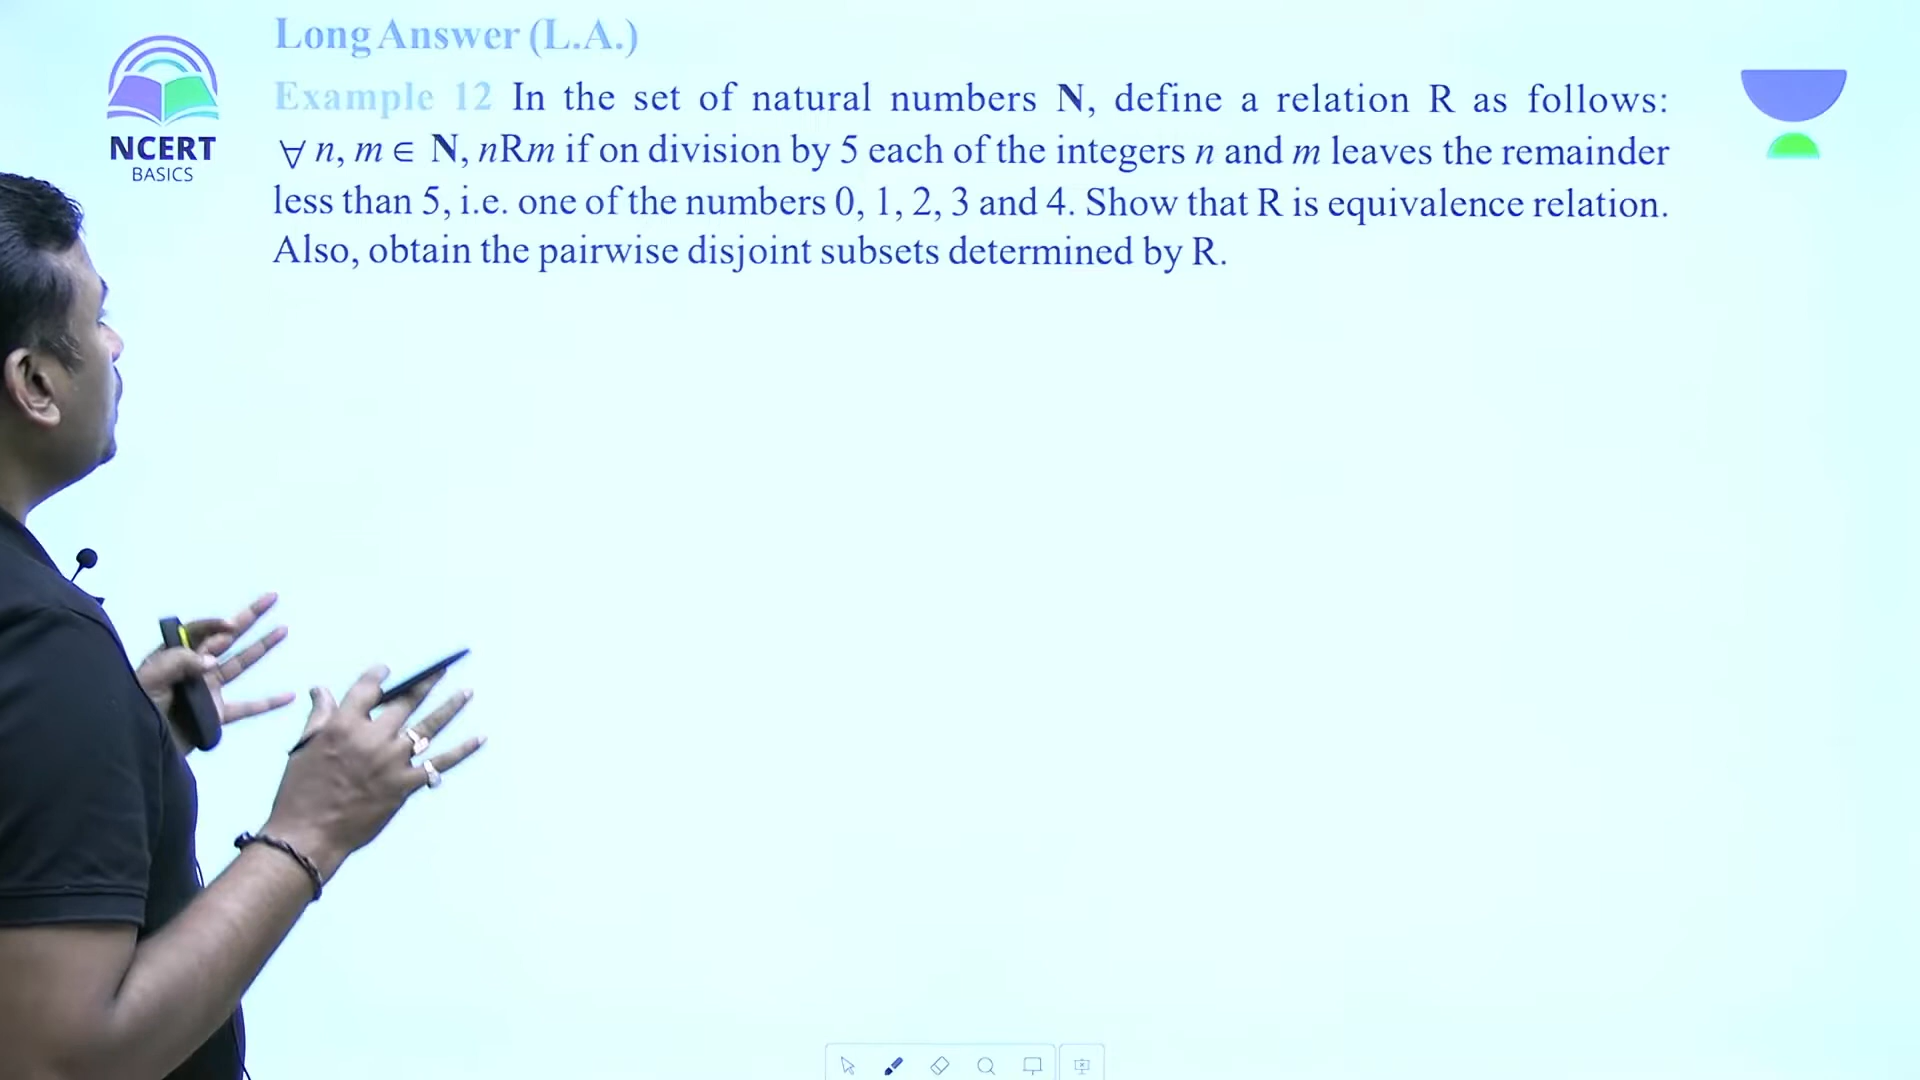 Long Answer (L.A.)
Example 12 In the set of natural numbers N, define a relation R as follows:
∀ n, m ∈ N, nRm if on division by 5 each of the integers n and m leaves the remainder
less than 5, i.e. one of the numbers 0, 1, 2, 3 and 4. Show that R is equivalence relation.
Also, obtain the pairwise disjoint subsets determined by R.
NCERT
BASICS